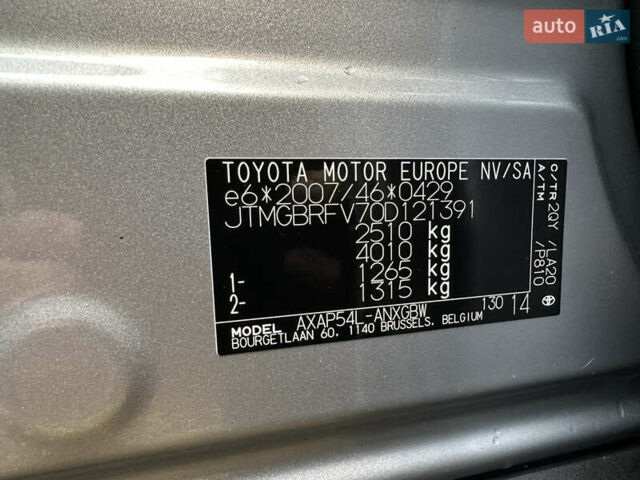 auto RIA.com
TOYOTA MOTOR EUROPE NV/SA
e6*2007/46*0429
JTMGBRFV70D121391
2510 kg
4010 kg
1- 1265 kg
2- 1315 kg
MODEL AXAP54L-ANXGBW 130 14
BOURGETLAAN 60, 1140 BRUSSELS, BELGIUM
C/TR 2QY /LA20
A/TM /P810